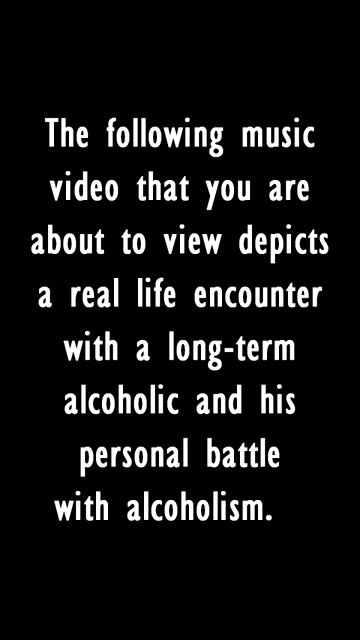 The following music
video that you are
about to view depicts
a real life encounter
with a long-term
alcoholic and his
personal battle
with alcoholism.